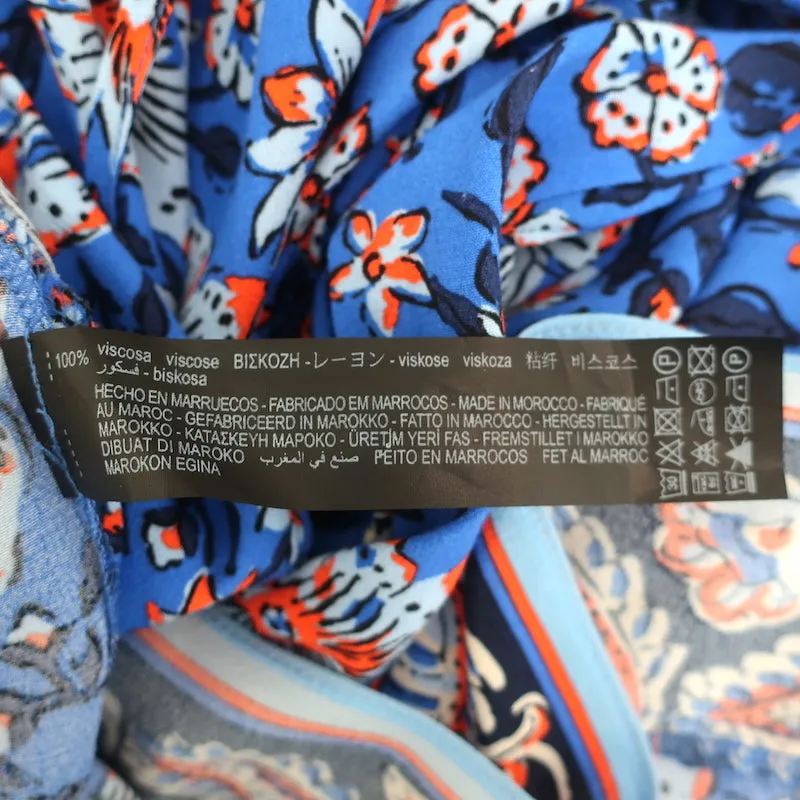 100% viscosa viscose ΒΙΣΚΟΖΗ - レーヨン - viskose viskoza 粘纤 비스코스
فسكور - biskosa
HECHO EN MARRUECOS - FABRICADO EM MARROCOS - MADE IN MOROCCO - FABRIQUÉ
AU MAROC - GEFABRICEERD IN MAROKKO - FATTO IN MAROCCO - HERGESTELLT IN
MAROKKO - ΚΑΤΑΣΚΕΥΗ ΜΑΡΟΚΟ - ÜRETİM YERİ FAS - FREMSTILLET I MAROKKO
DIBUAT DI MAROKO صنع في المغرب FEITO EN MARROCOS FET AL MARROC
MAROKON EGINA